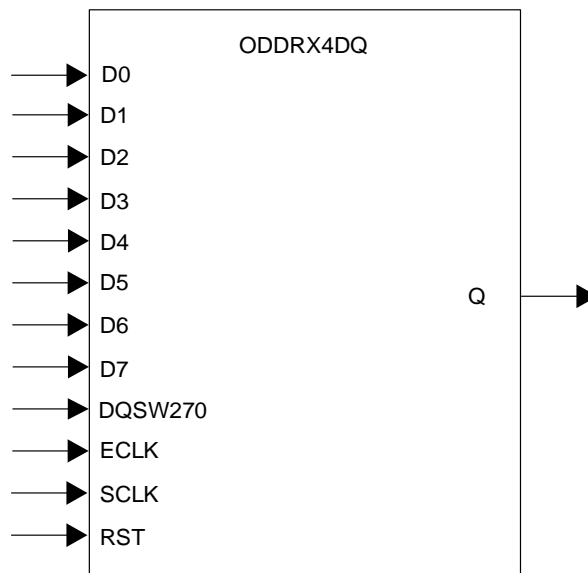 ODDRX4DQ
D0
D1
D2
D3
D4
D5
D6
D7
DQSW270
ECLK
SCLK
RST
Q